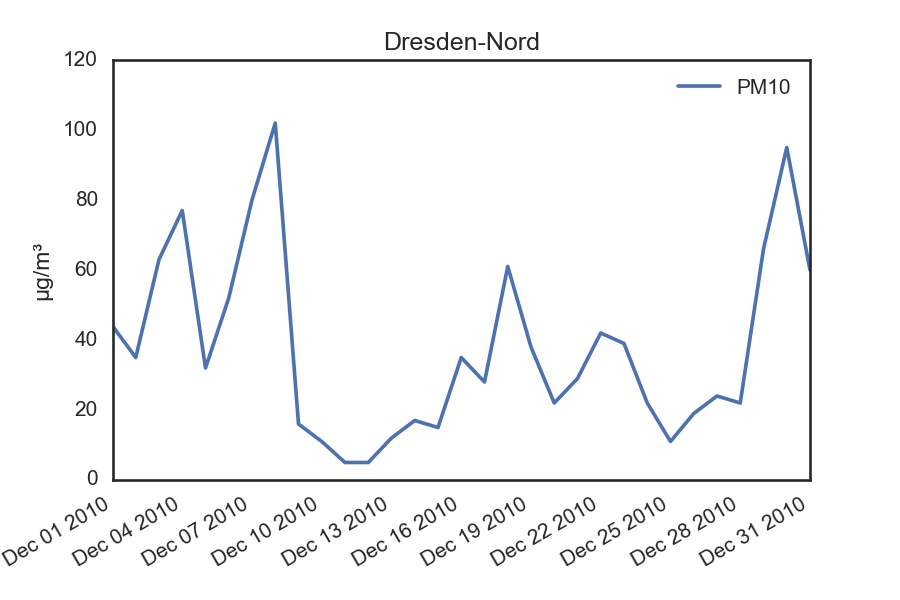 Dresden-Nord
120
100
80
60
40
20
0
µg/m³
PM10
Dec 01 2010
Dec 04 2010
Dec 07 2010
Dec 10 2010
Dec 13 2010
Dec 16 2010
Dec 19 2010
Dec 22 2010
Dec 25 2010
Dec 28 2010
Dec 31 2010